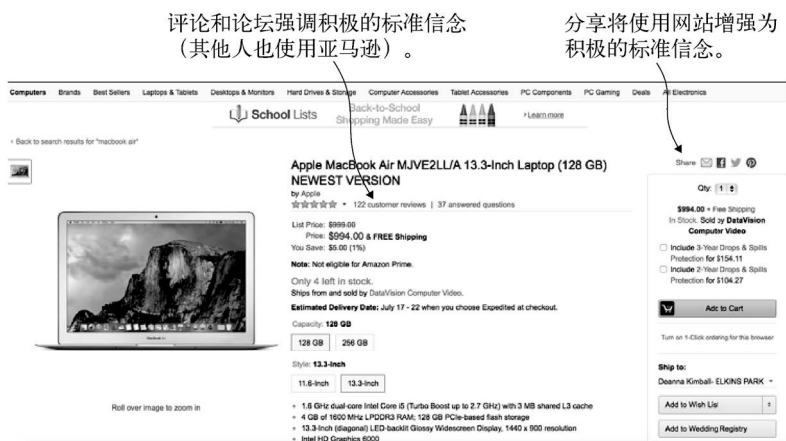 评论和论坛强调积极的标准信念
（其他人也使用亚马逊）。
分享将使用网站增强为
积极的标准信念。
Computers Brands Best Sellers Laptops & Tablets Desktops & Monitors Hard Drives & Storage Computer Accessories Tablet Accessories PC Components PC Gaming Deals All Electronics
School Lists Back-to-School
Shopping Made Easy
Learn more
‹ Back to search results for "macbook air"
Apple MacBook Air MJVE2LL/A 13.3-Inch Laptop (128 GB)
NEWEST VERSION
by Apple
122 customer reviews | 37 answered questions
List Price: $999.00
Price: $994.00 & FREE Shipping
You Save: $5.00 (1%)
Note: Not eligible for Amazon Prime.
Only 4 left in stock.
Ships from and sold by DataVision Computer Video.
Estimated Delivery Date: July 17 - 22 when you choose Expedited at checkout.
Capacity: 128 GB
128 GB 256 GB
Style: 13.3-Inch
11.6-Inch 13.3-Inch
• 1.6 GHz dual-core Intel Core i5 (Turbo Boost up to 2.7 GHz) with 3 MB shared L3 cache
• 4 GB of 1600 MHz LPDDR3 RAM; 128 GB PCIe-based flash storage
• 13.3-Inch (diagonal) LED-backlit Glossy Widescreen Display, 1440 x 900 resolution
• Intel HD Graphics 6000
Roll over image to zoom in
Share
Qty: 1
$994.00 + Free Shipping
In Stock. Sold by DataVision
Computer Video
Include 3-Year Drops & Spills
Protection for $154.11
Include 2-Year Drops & Spills
Protection for $104.27
Add to Cart
Turn on 1-Click ordering for this browser
Ship to:
Deanna Kimball- ELKINS PARK
Add to Wish List
Add to Wedding Registry